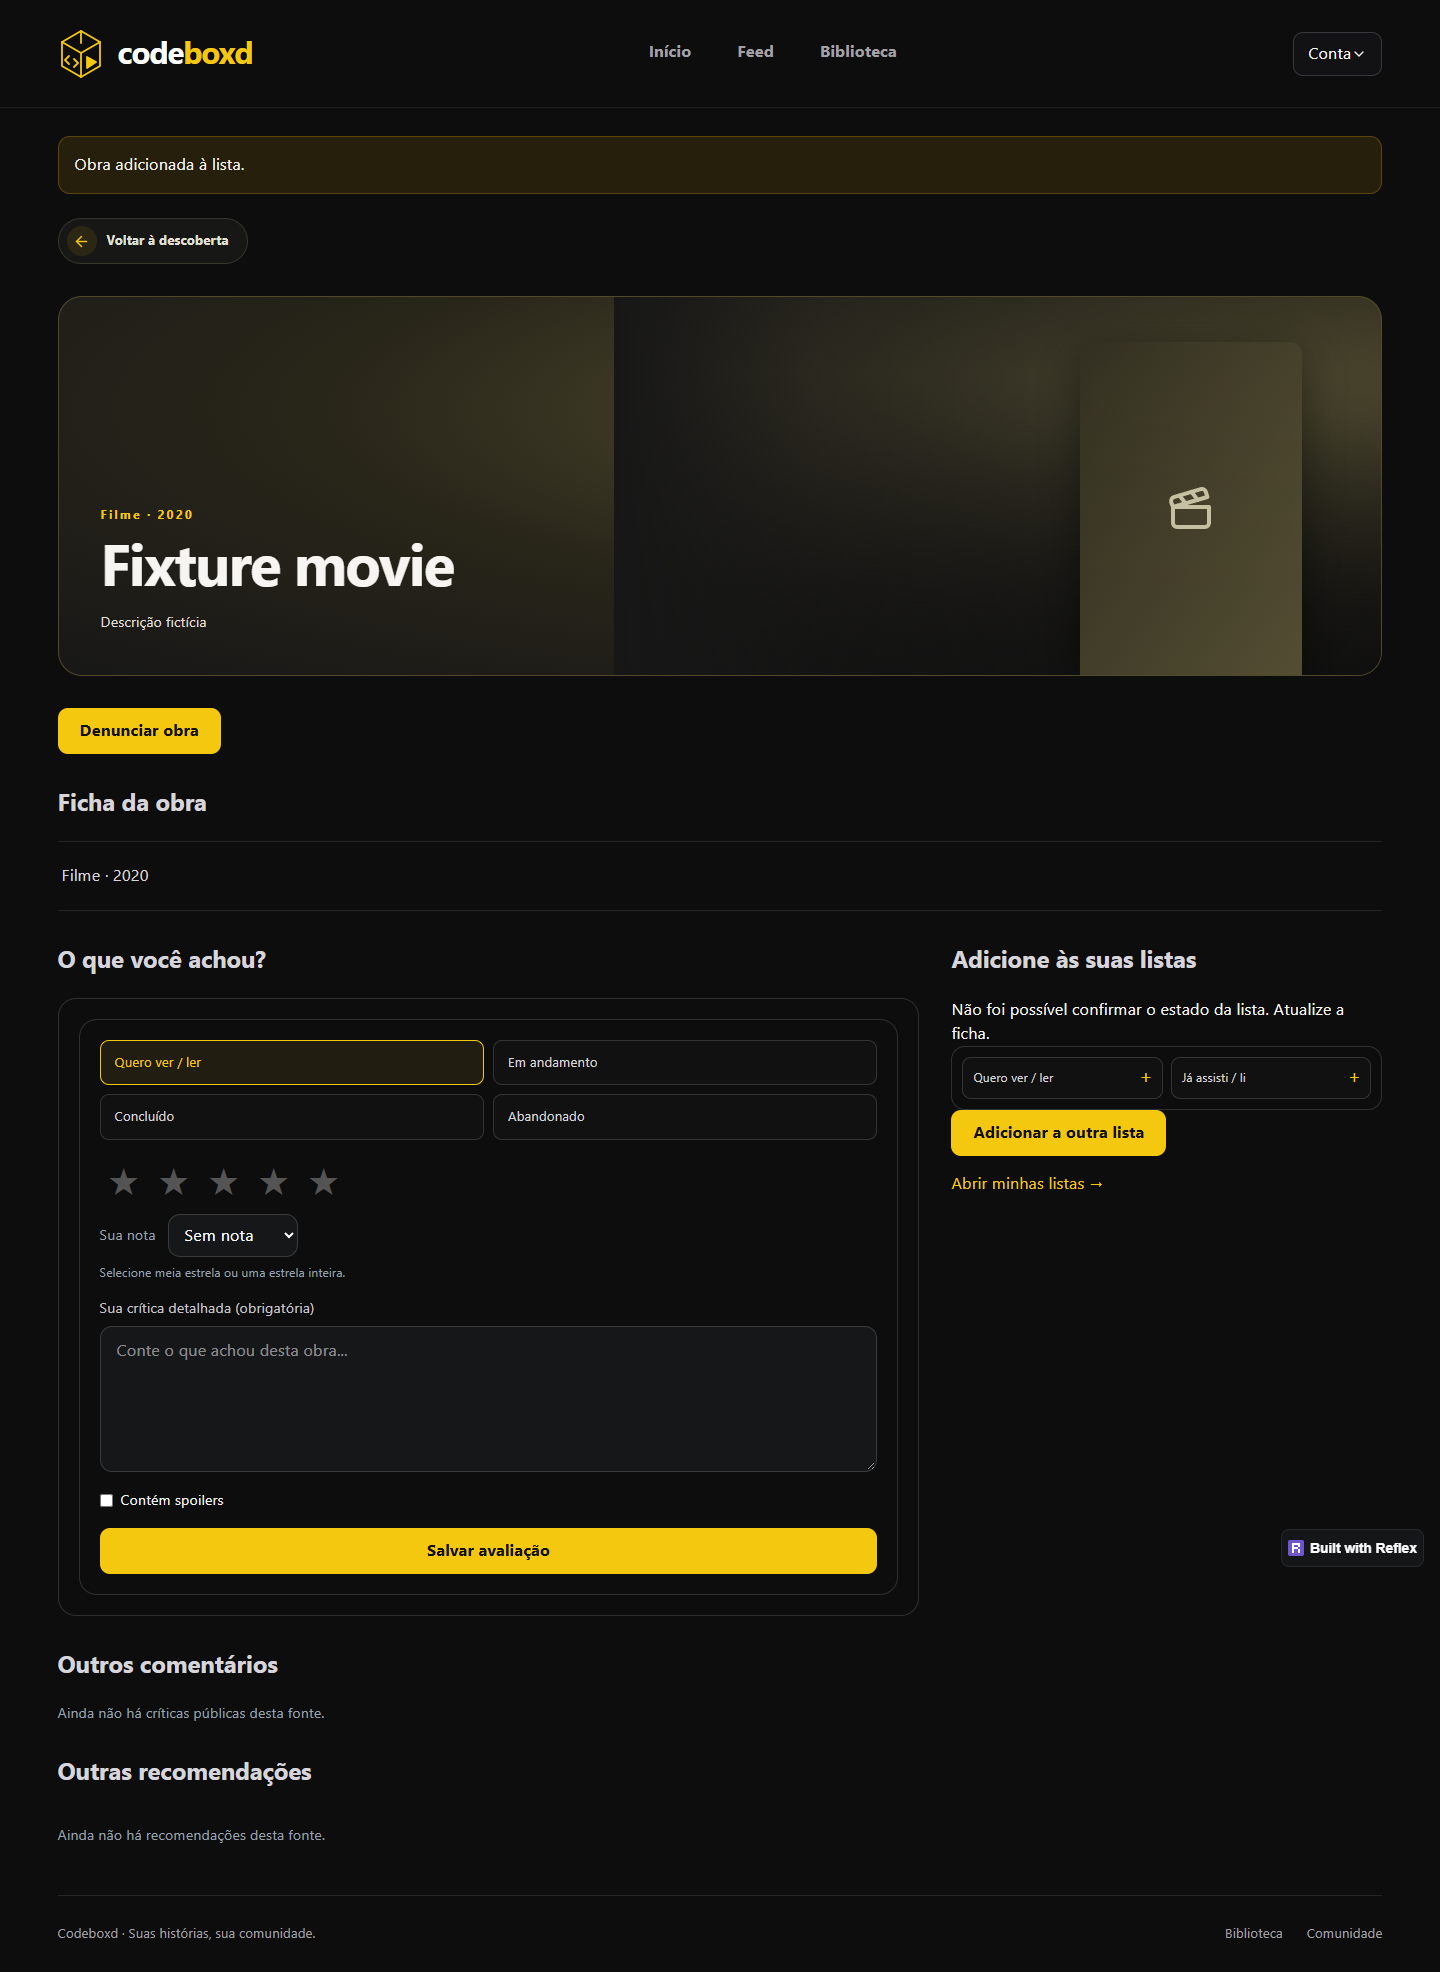 codeboxd
Início
Feed
Biblioteca
Conta
Obra adicionada à lista.
Voltar à descoberta
Filme · 2020
Fixture movie
Descrição fictícia
Denunciar obra
Ficha da obra
Filme · 2020
O que você achou?
Quero ver / ler
Em andamento
Concluído
Abandonado
Sua nota
Sem nota
Selecione meia estrela ou uma estrela inteira.
Sua crítica detalhada (obrigatória)
Conte o que achou desta obra...
Contém spoilers
Salvar avaliação
Adicione às suas listas
Não foi possível confirmar o estado da lista. Atualize a
ficha.
Quero ver / ler +
Já assisti / li +
Adicionar a outra lista
Abrir minhas listas →
Built with Reflex
Outros comentários
Ainda não há críticas públicas desta fonte.
Outras recomendações
Ainda não há recomendações desta fonte.
Codeboxd · Suas histórias, sua comunidade.
Biblioteca
Comunidade